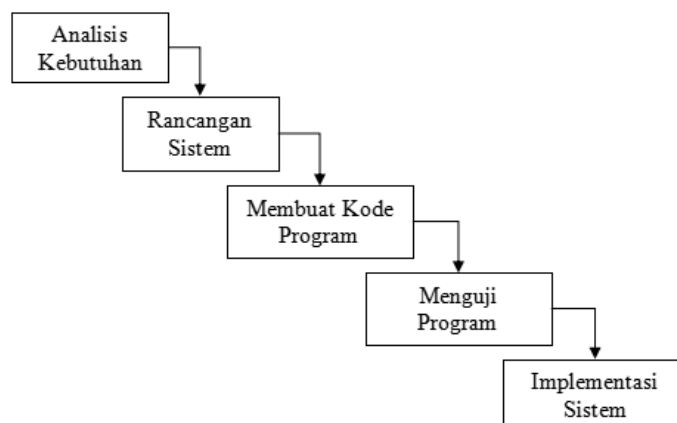 Analisis
Kebutuhan
Rancangan
Sistem
Membuat Kode
Program
Menguji
Program
Implementasi
Sistem